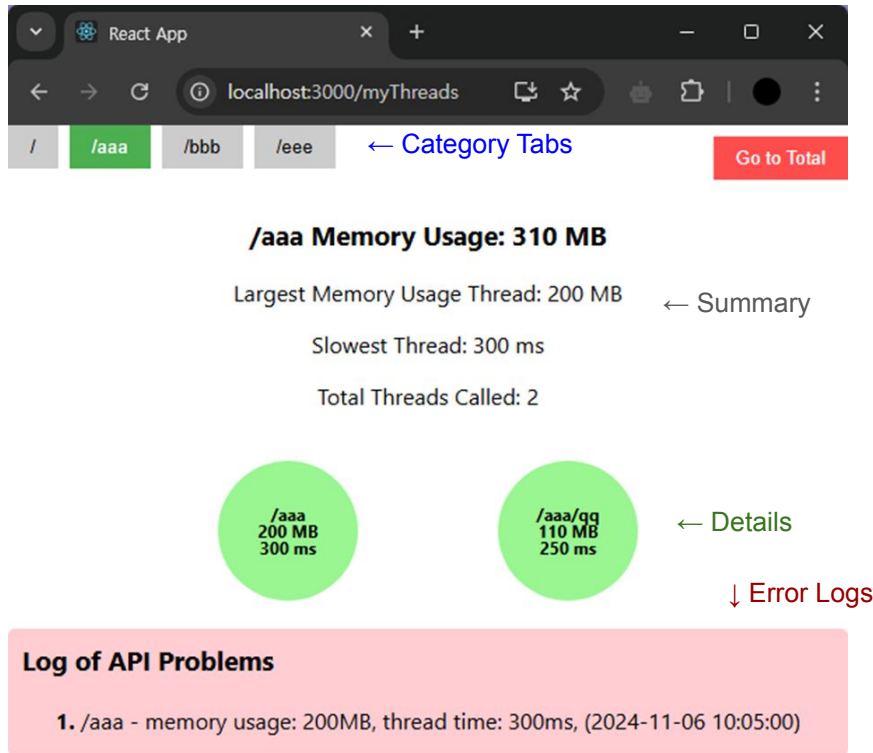 React App
localhost:3000/myThreads
/ /aaa /bbb /eee ← Category Tabs
Go to Total
/aaa Memory Usage: 310 MB
Largest Memory Usage Thread: 200 MB
← Summary
Slowest Thread: 300 ms
Total Threads Called: 2
/aaa
200 MB
300 ms
/aaa/qq
110 MB
250 ms
← Details
↓ Error Logs
Log of API Problems
1. /aaa - memory usage: 200MB, thread time: 300ms, (2024-11-06 10:05:00)